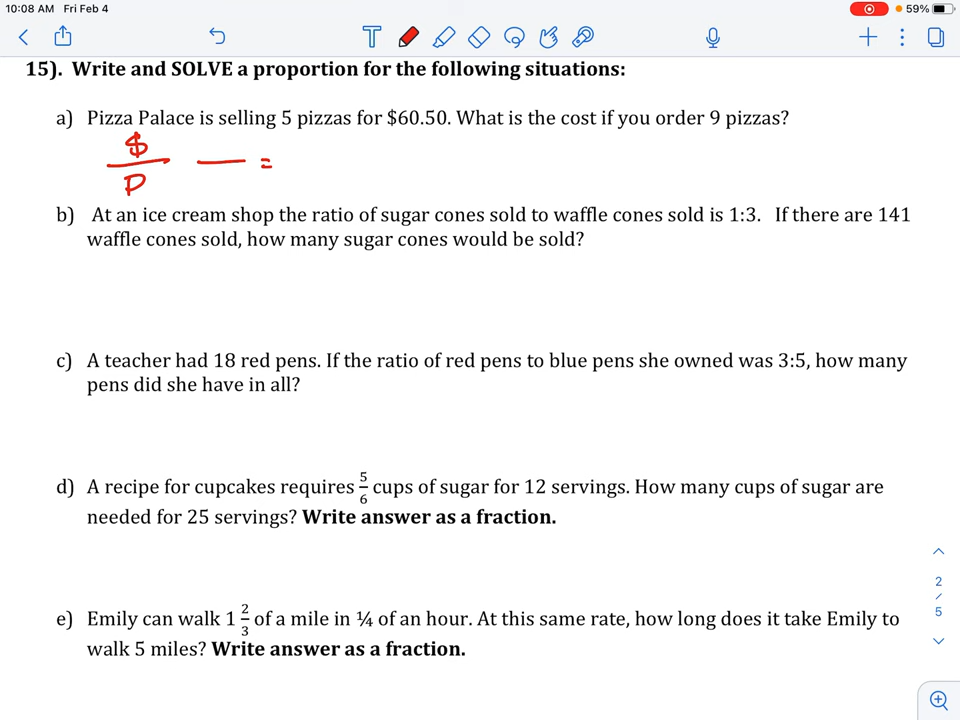 10:08 AM Fri Feb 4
59%
15). Write and SOLVE a proportion for the following situations:
a) Pizza Palace is selling 5 pizzas for $60.50. What is the cost if you order 9 pizzas?
$
— =
P
b) At an ice cream shop the ratio of sugar cones sold to waffle cones sold is 1:3. If there are 141
waffle cones sold, how many sugar cones would be sold?
c) A teacher had 18 red pens. If the ratio of red pens to blue pens she owned was 3:5, how many
pens did she have in all?
d) A recipe for cupcakes requires 5/6 cups of sugar for 12 servings. How many cups of sugar are
needed for 25 servings? Write answer as a fraction.
e) Emily can walk 1 2/3 of a mile in ¼ of an hour. At this same rate, how long does it take Emily to
walk 5 miles? Write answer as a fraction.
2
/
5